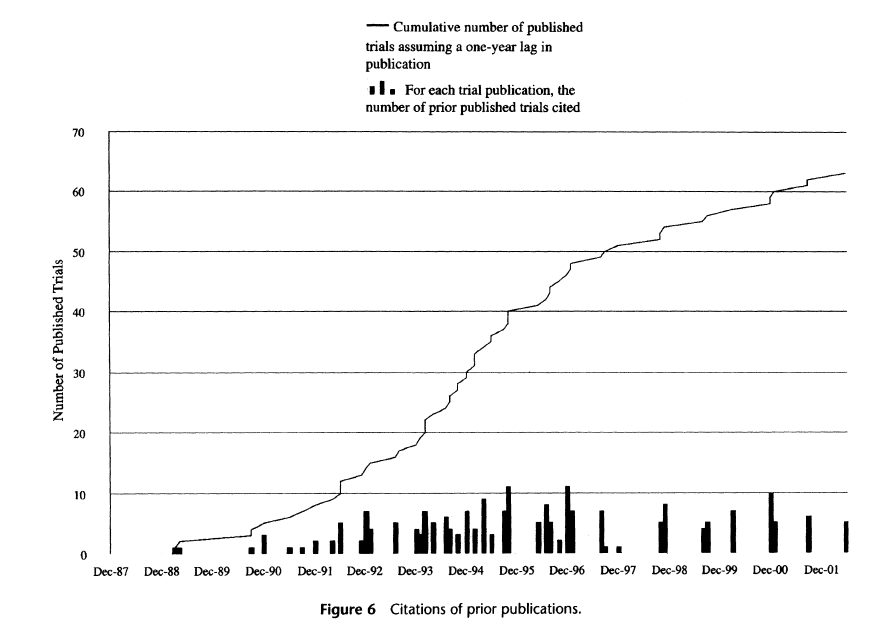 Cumulative number of published
trials assuming a one-year lag in
publication
For each trial publication, the
number of prior published trials cited
70
60
50
40
30
20
10
0
Number of Published Trials
Dec-87 Dec-88 Dec-89 Dec-90 Dec-91 Dec-92 Dec-93 Dec-94 Dec-95 Dec-96 Dec-97 Dec-98 Dec-99 Dec-00 Dec-01
Figure 6 Citations of prior publications.